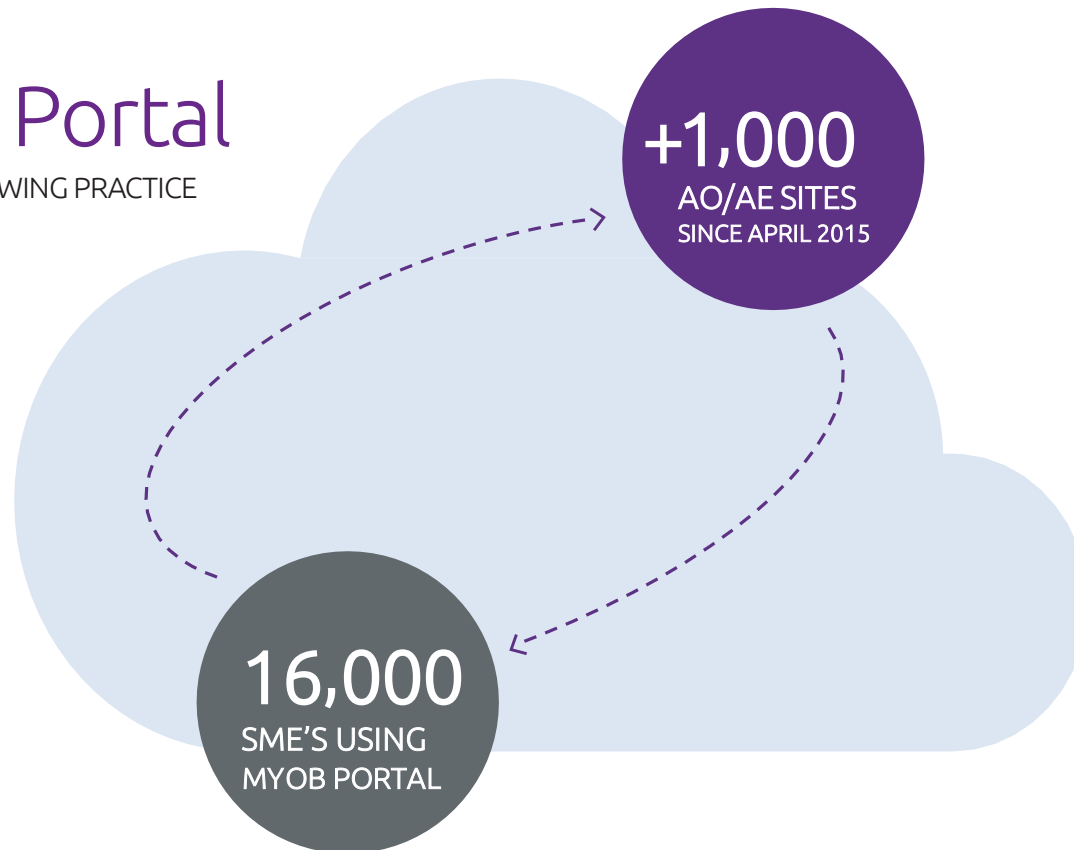 Portal
WING PRACTICE
+1,000
AO/AE SITES
SINCE APRIL 2015
16,000
SME'S USING
MYOB PORTAL